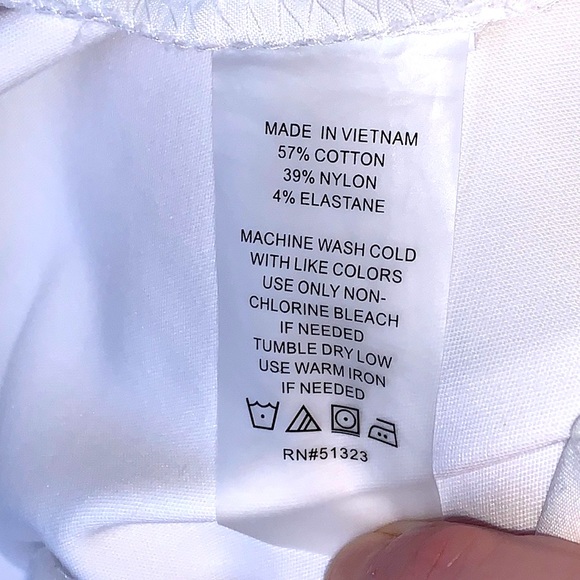 MADE IN VIETNAM
57% COTTON
39% NYLON
4% ELASTANE
MACHINE WASH COLD
WITH LIKE COLORS
USE ONLY NON-
CHLORINE BLEACH
IF NEEDED
TUMBLE DRY LOW
USE WARM IRON
IF NEEDED
RN#51323